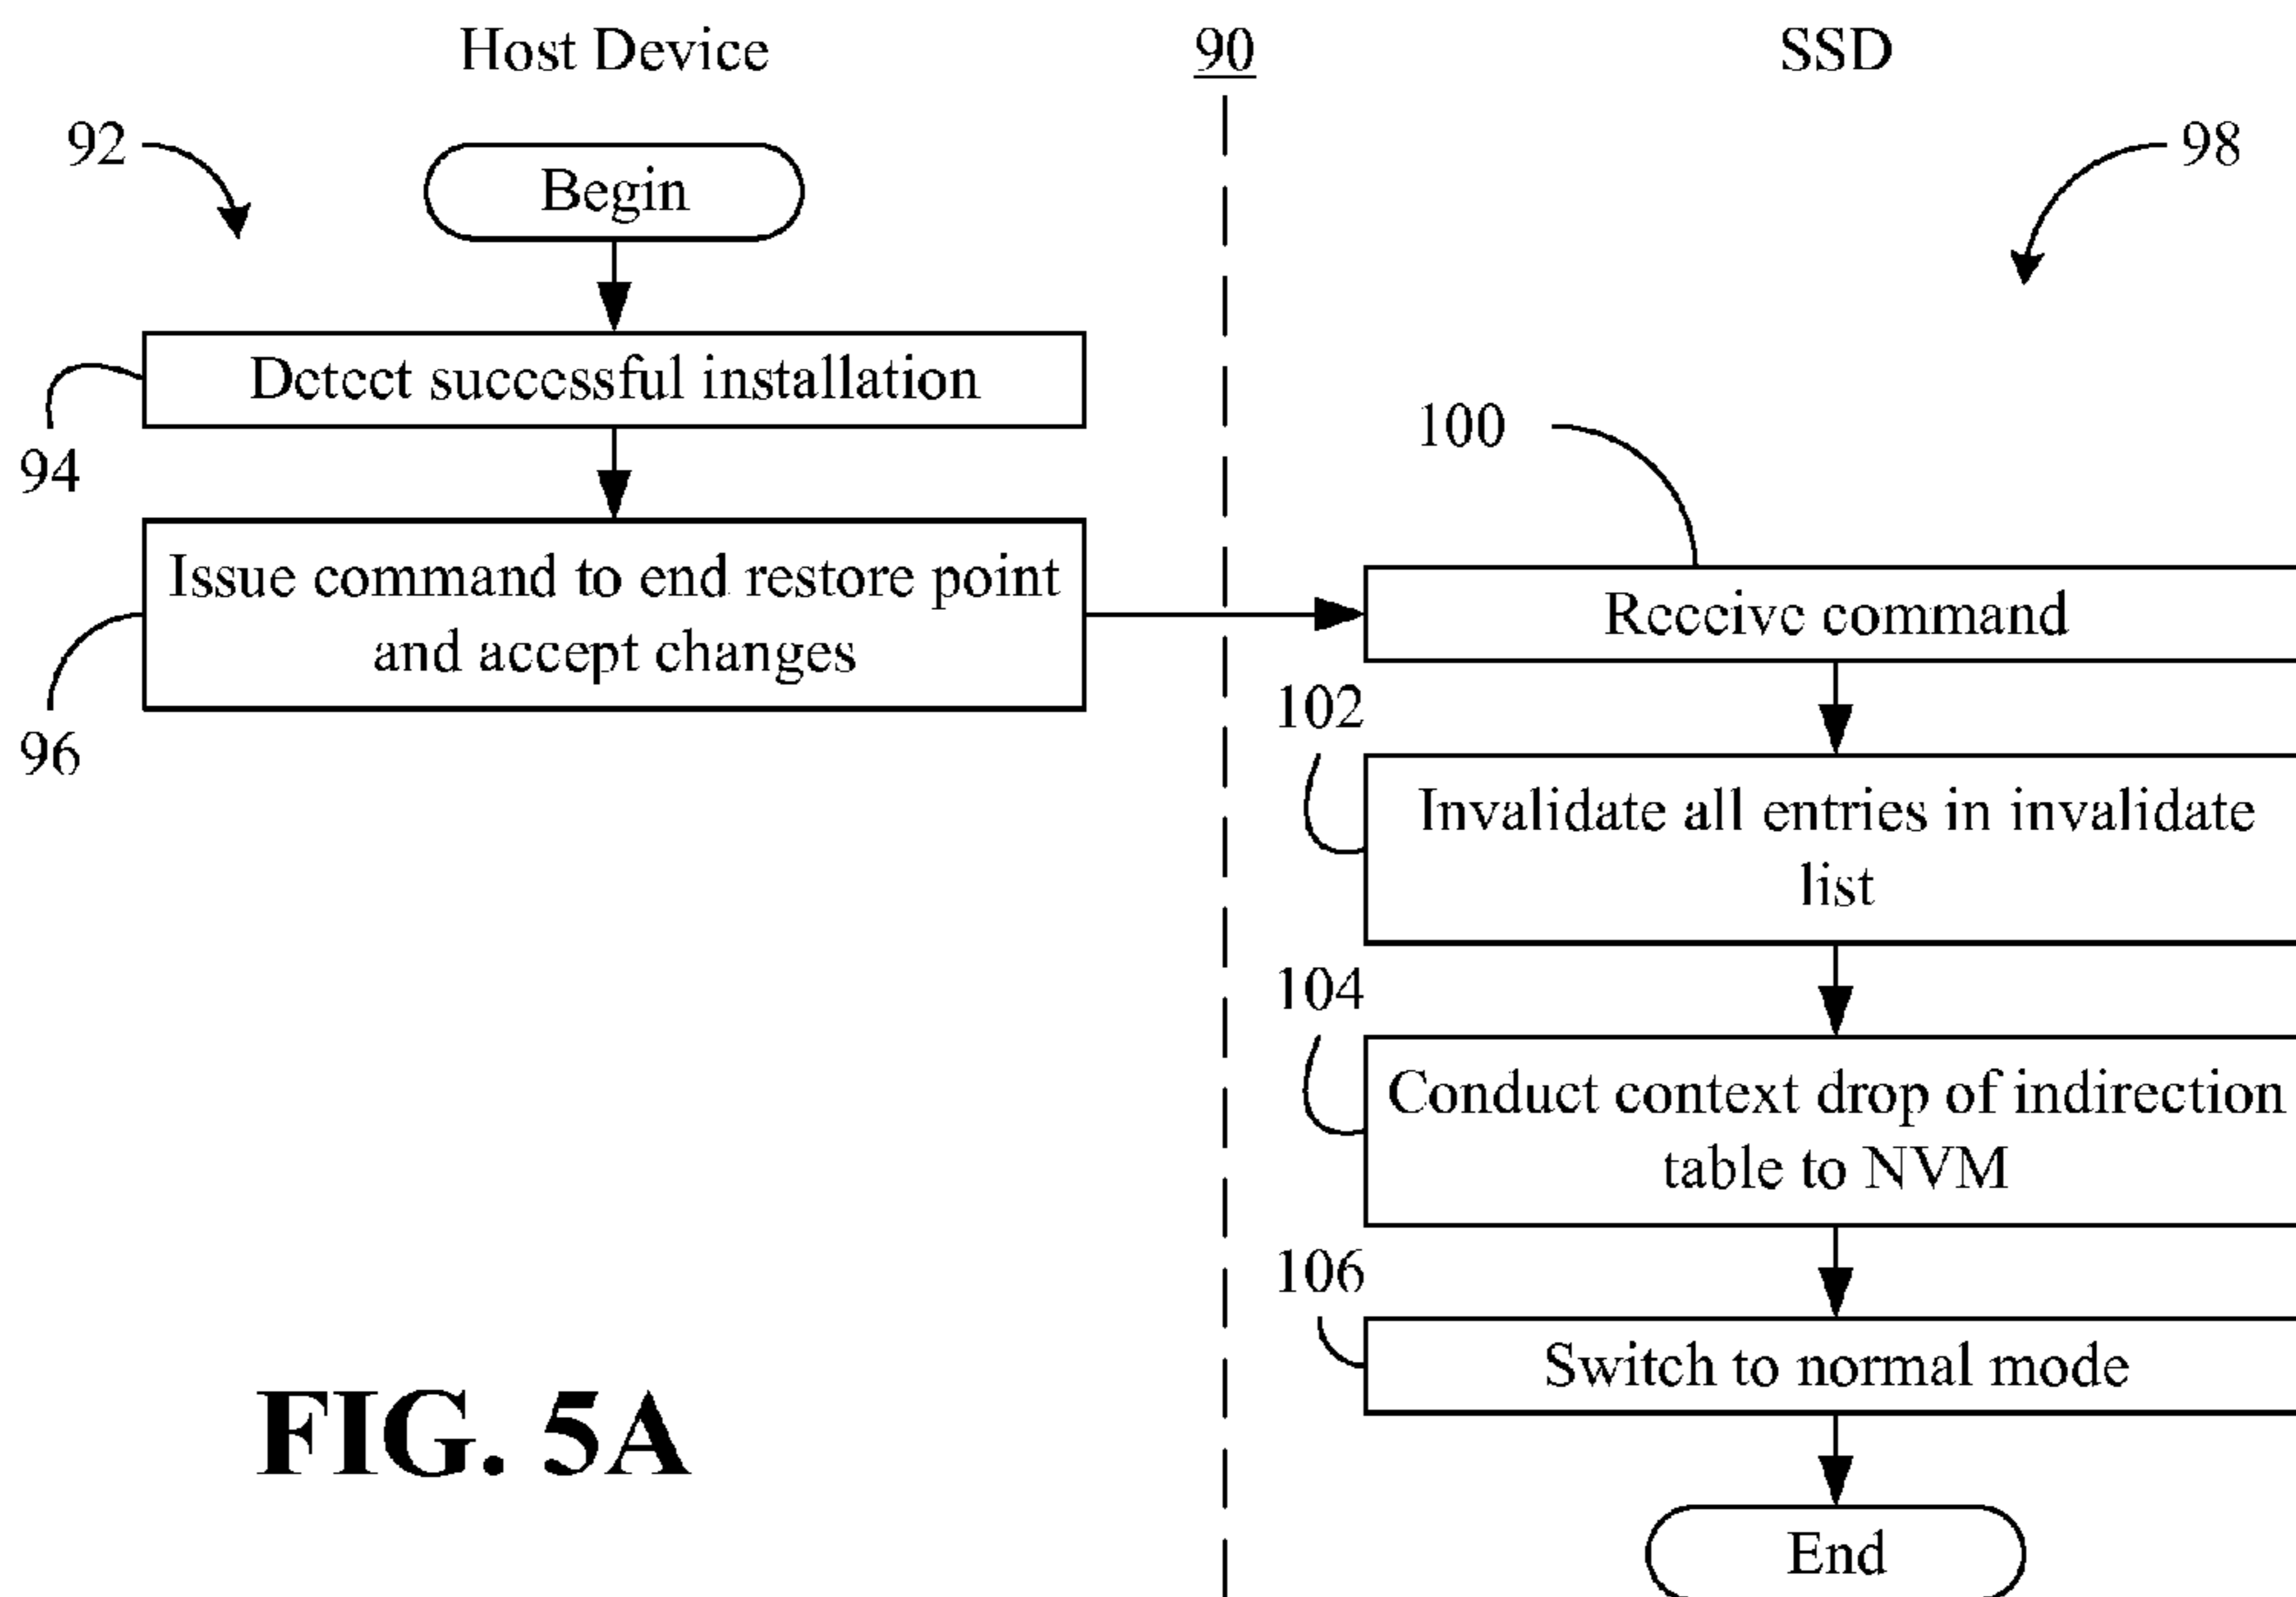 Host Device
90
SSD
92
98
Begin
Detect successful installation
94
100
Issue command to end restore point
and accept changes
96
Receive command
102
Invalidate all entries in invalidate
list
104
Conduct context drop of indirection
table to NVM
106
Switch to normal mode
End
FIG. 5A